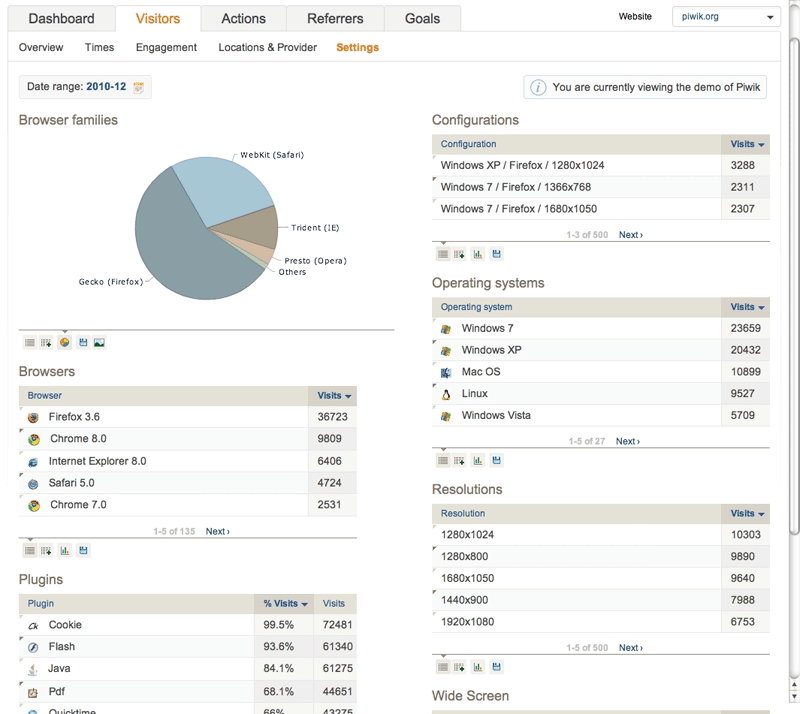 Dashboard Visitors Actions Referrers Goals Website piwik.org
Overview Times Engagement Locations & Provider Settings
Date range: 2010-12
You are currently viewing the demo of Piwik
Browser families
WebKit (Safari)
Trident (IE)
Presto (Opera)
Others
Gecko (Firefox)
Browsers
Browser Visits
Firefox 3.6 36723
Chrome 8.0 9809
Internet Explorer 8.0 6406
Safari 5.0 4724
Chrome 7.0 2531
1-5 of 135 Next ›
Plugins
Plugin % Visits Visits
Cookie 99.5% 72481
Flash 93.6% 61340
Java 84.1% 61275
Pdf 68.1% 44651
Quicktime 66% 43275
Configurations
Configuration Visits
Windows XP / Firefox / 1280x1024 3288
Windows 7 / Firefox / 1366x768 2311
Windows 7 / Firefox / 1680x1050 2307
1-3 of 500 Next ›
Operating systems
Operating system Visits
Windows 7 23659
Windows XP 20432
Mac OS 10899
Linux 9527
Windows Vista 5709
1-5 of 27 Next ›
Resolutions
Resolution Visits
1280x1024 10303
1280x800 9890
1680x1050 9640
1440x900 7988
1920x1080 6753
1-5 of 500 Next ›
Wide Screen